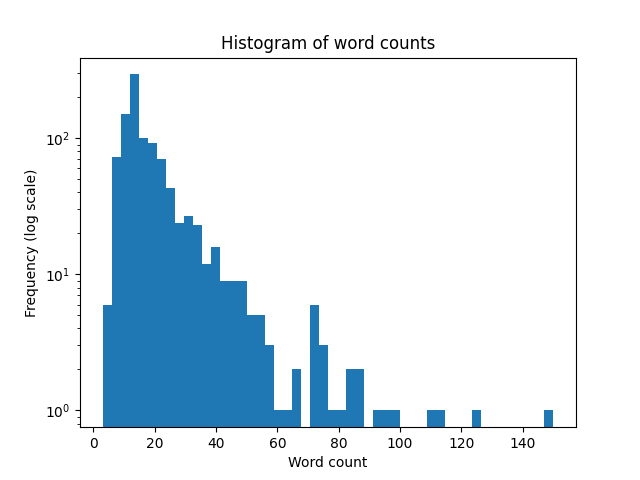 Histogram of word counts
Frequency (log scale)
10²
10¹
10⁰
0 20 40 60 80 100 120 140
Word count